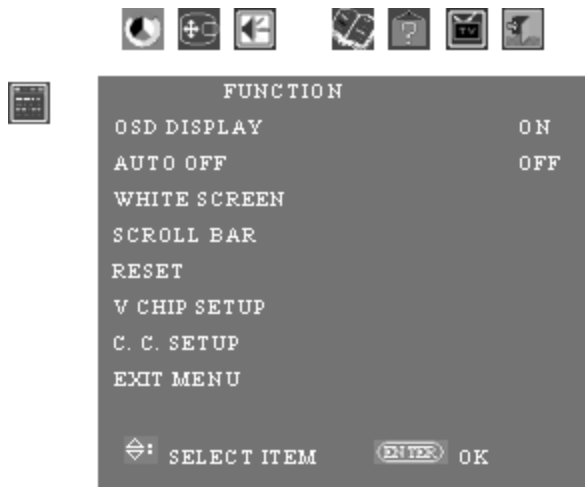 TV
FUNCTION
OSD DISPLAY ON
AUTO OFF OFF
WHITE SCREEN
SCROLL BAR
RESET
V CHIP SETUP
C. C. SETUP
EXIT MENU
: SELECT ITEM ENTER OK